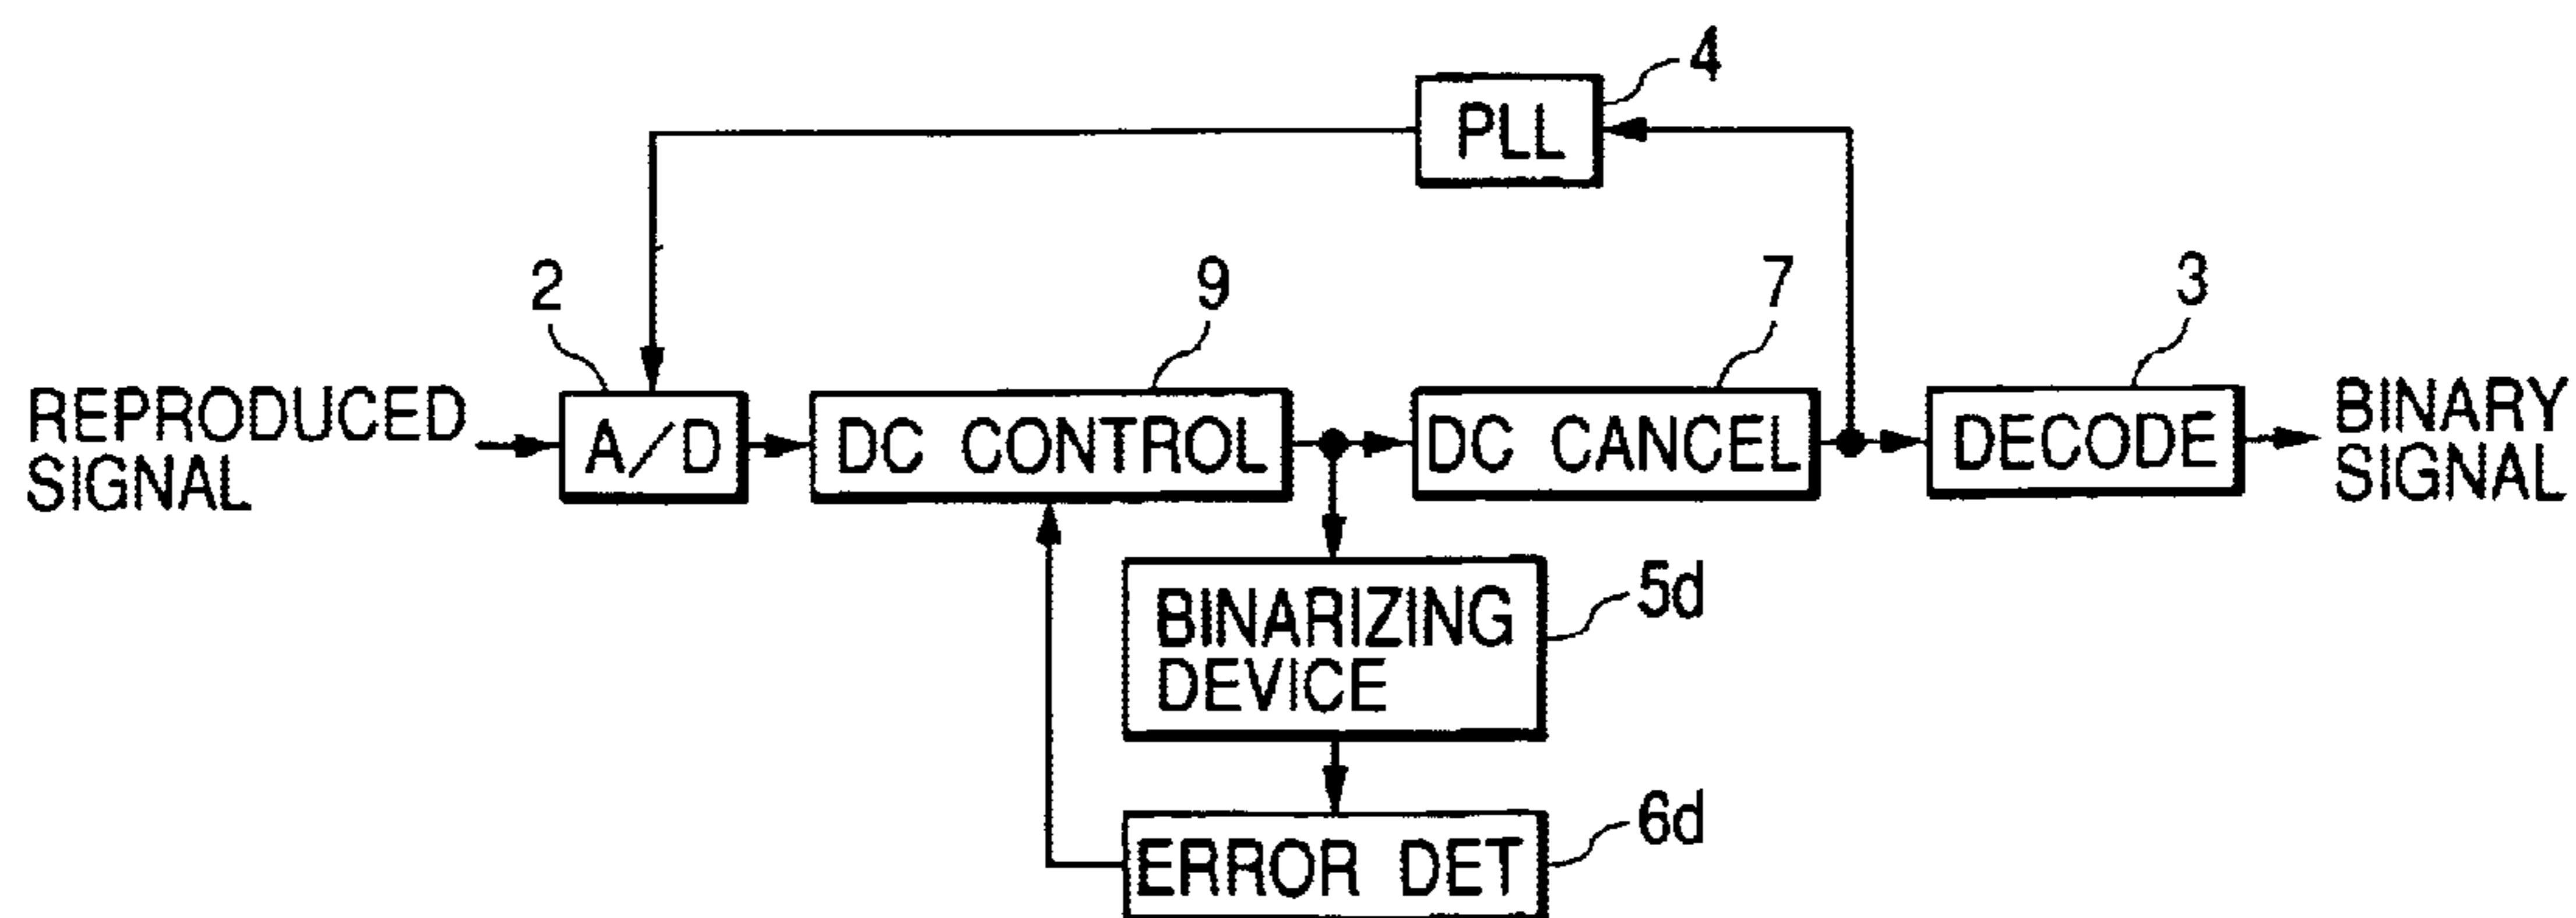 4
PLL
2
9
7
3
REPRODUCED
SIGNAL
A/D
DC CONTROL
DC CANCEL
DECODE
BINARY
SIGNAL
BINARIZING
DEVICE
5d
ERROR DET
6d